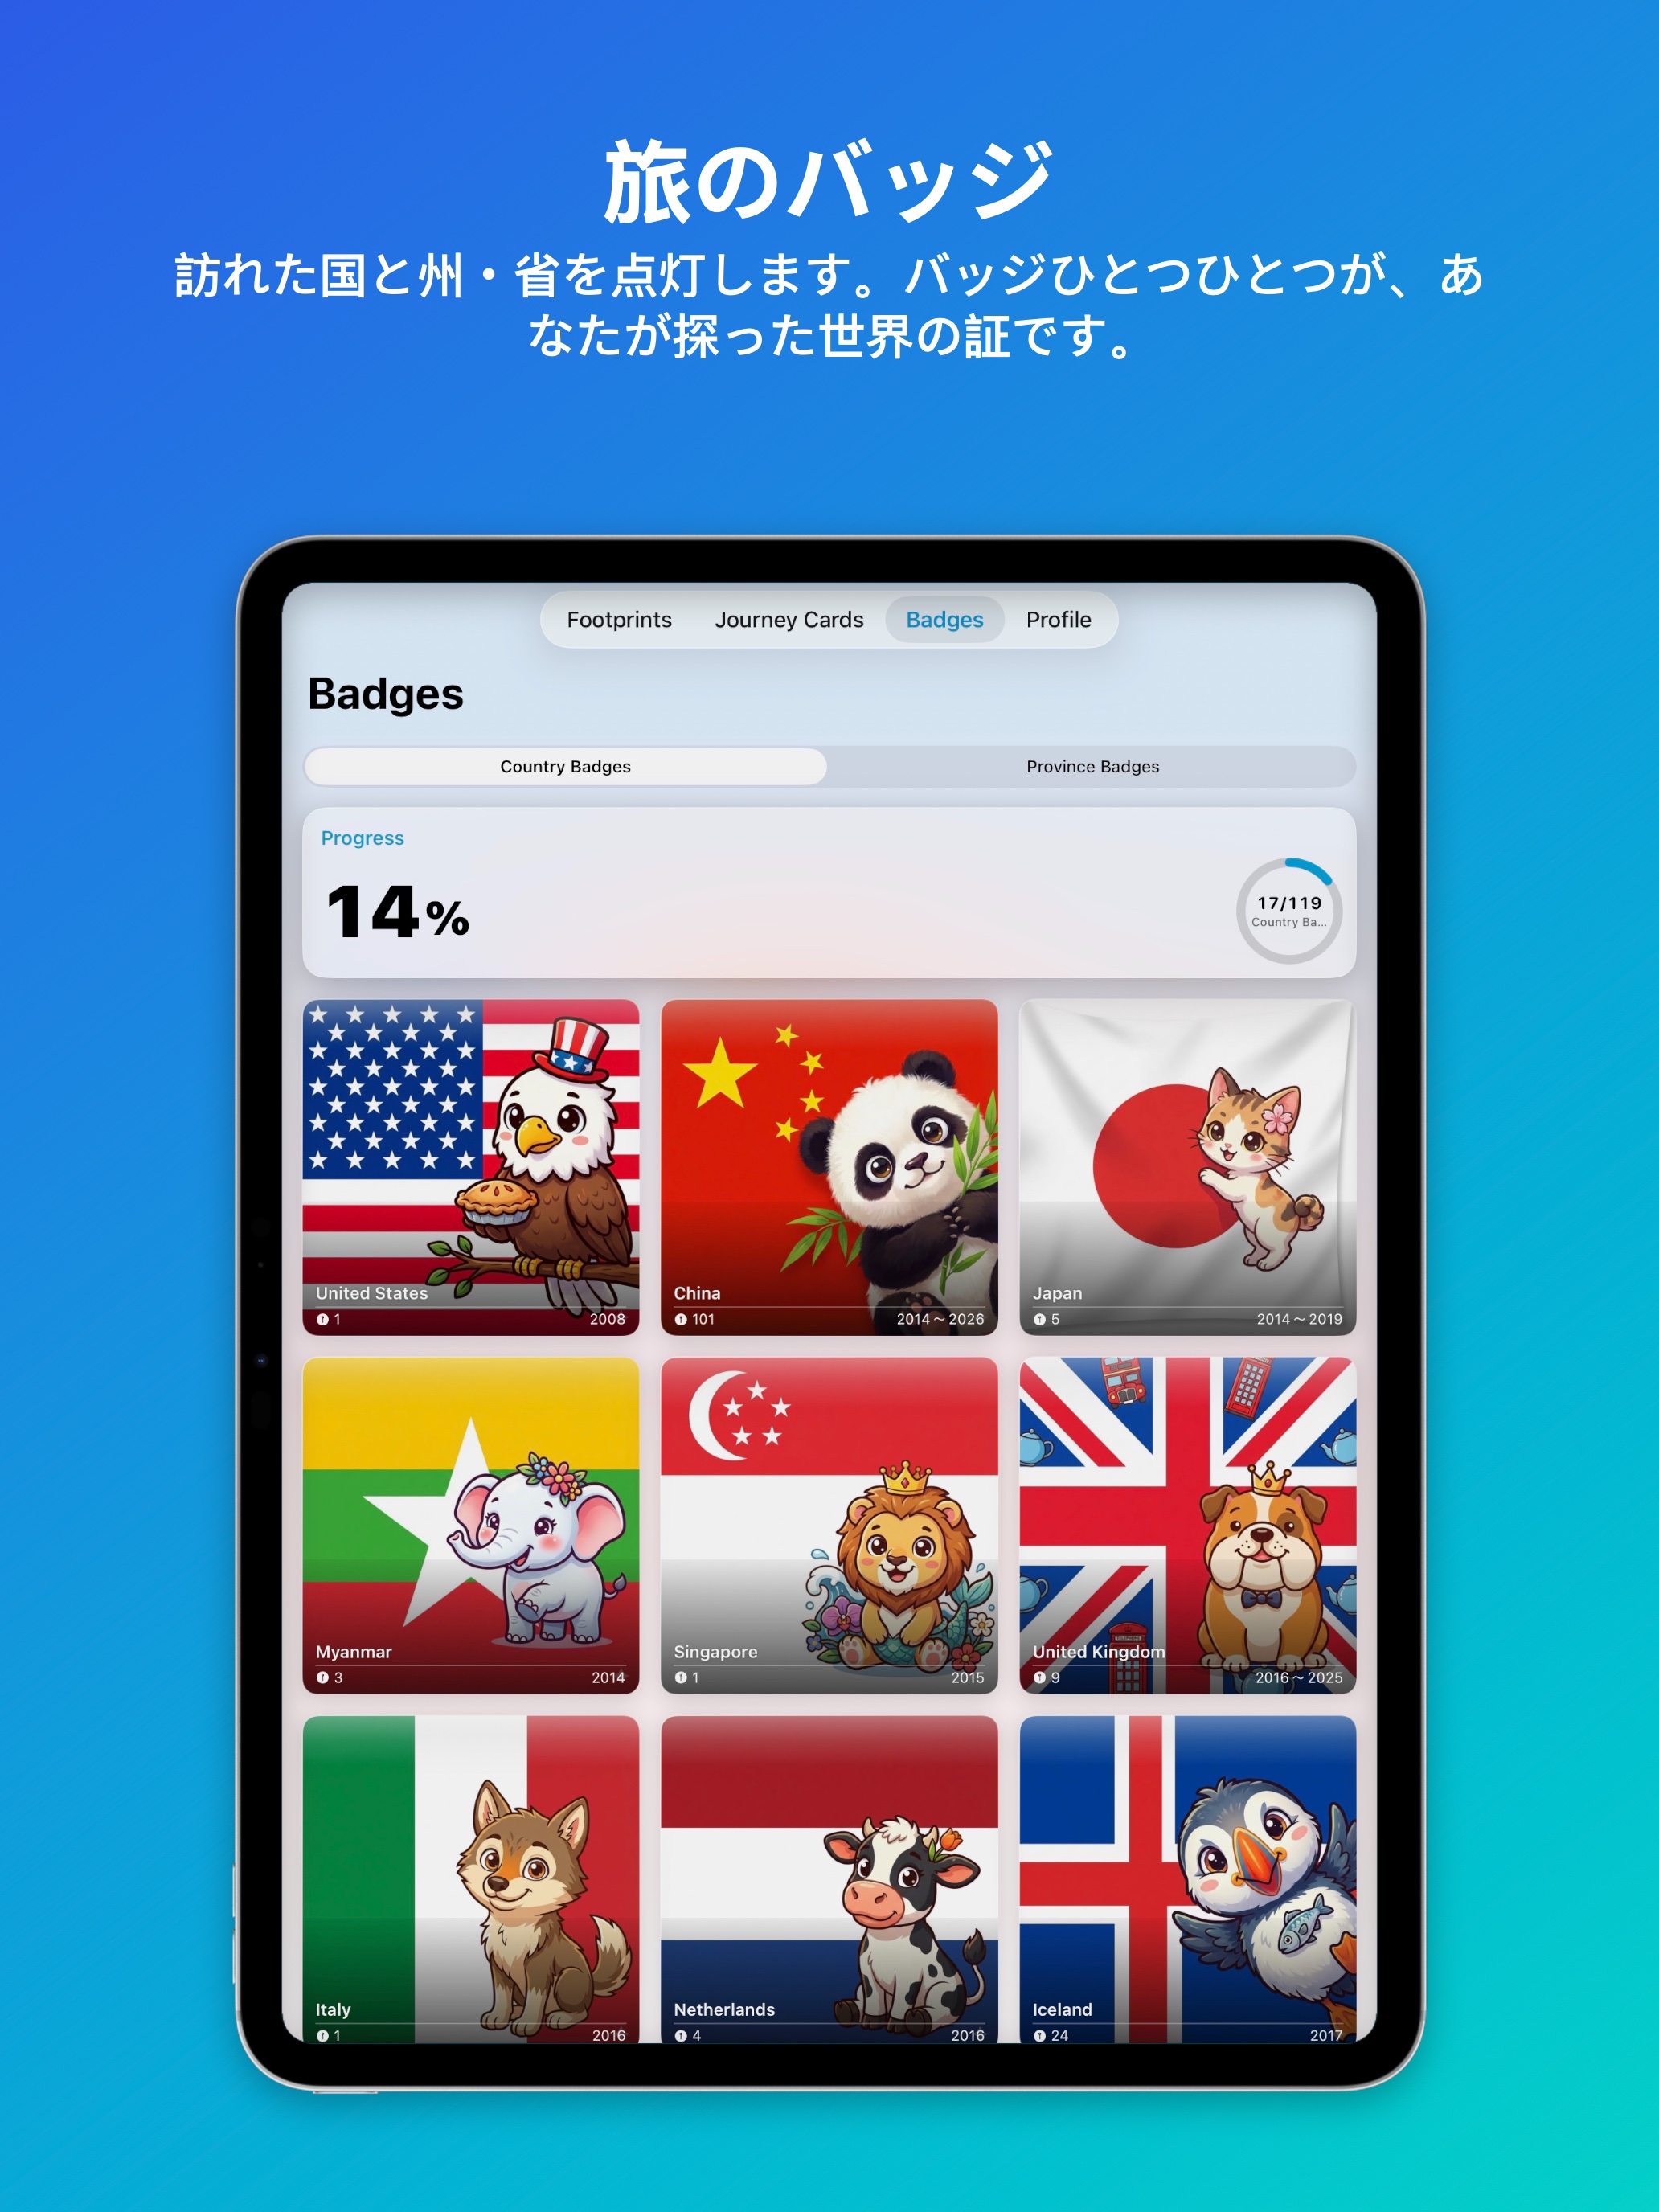 旅のバッジ
訪れた国と州・省を点灯します。バッジひとつひとつが、あ
なたが探った世界の証です。
Footprints Journey Cards Badges Profile
Badges
Country Badges Province Badges
Progress
14%
17/119
Country Ba...
United States
1 2008
China
101 2014～2026
Japan
5 2014～2019
Myanmar
3 2014
Singapore
1 2015
TELEPHONE
United Kingdom
9 2016～2025
Italy
1 2016
Netherlands
4 2016
Iceland
24 2017